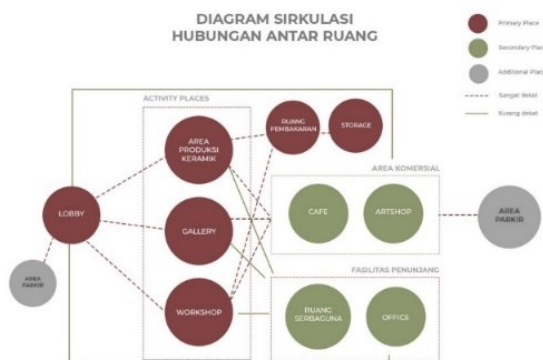 DIAGRAM SIRKULASI
HUBUNGAN ANTAR RUANG
Primary Place
Secondary Plac
Additional Place
Sangat dekat
Kurang dekat
ACTIVITY PLACES
AREA
PRODUKSI
KERAMIK
RUANG
PEMBAKARAN
STORAGE
AREA KOMERSIAL
LOBBY
GALLERY
CAFE
ARTSHOP
AREA
PARKIR
AREA
PARKIR
FASILITAS PENUNJANG
WORKSHOP
RUANG
SERBAGUNA
OFFICE